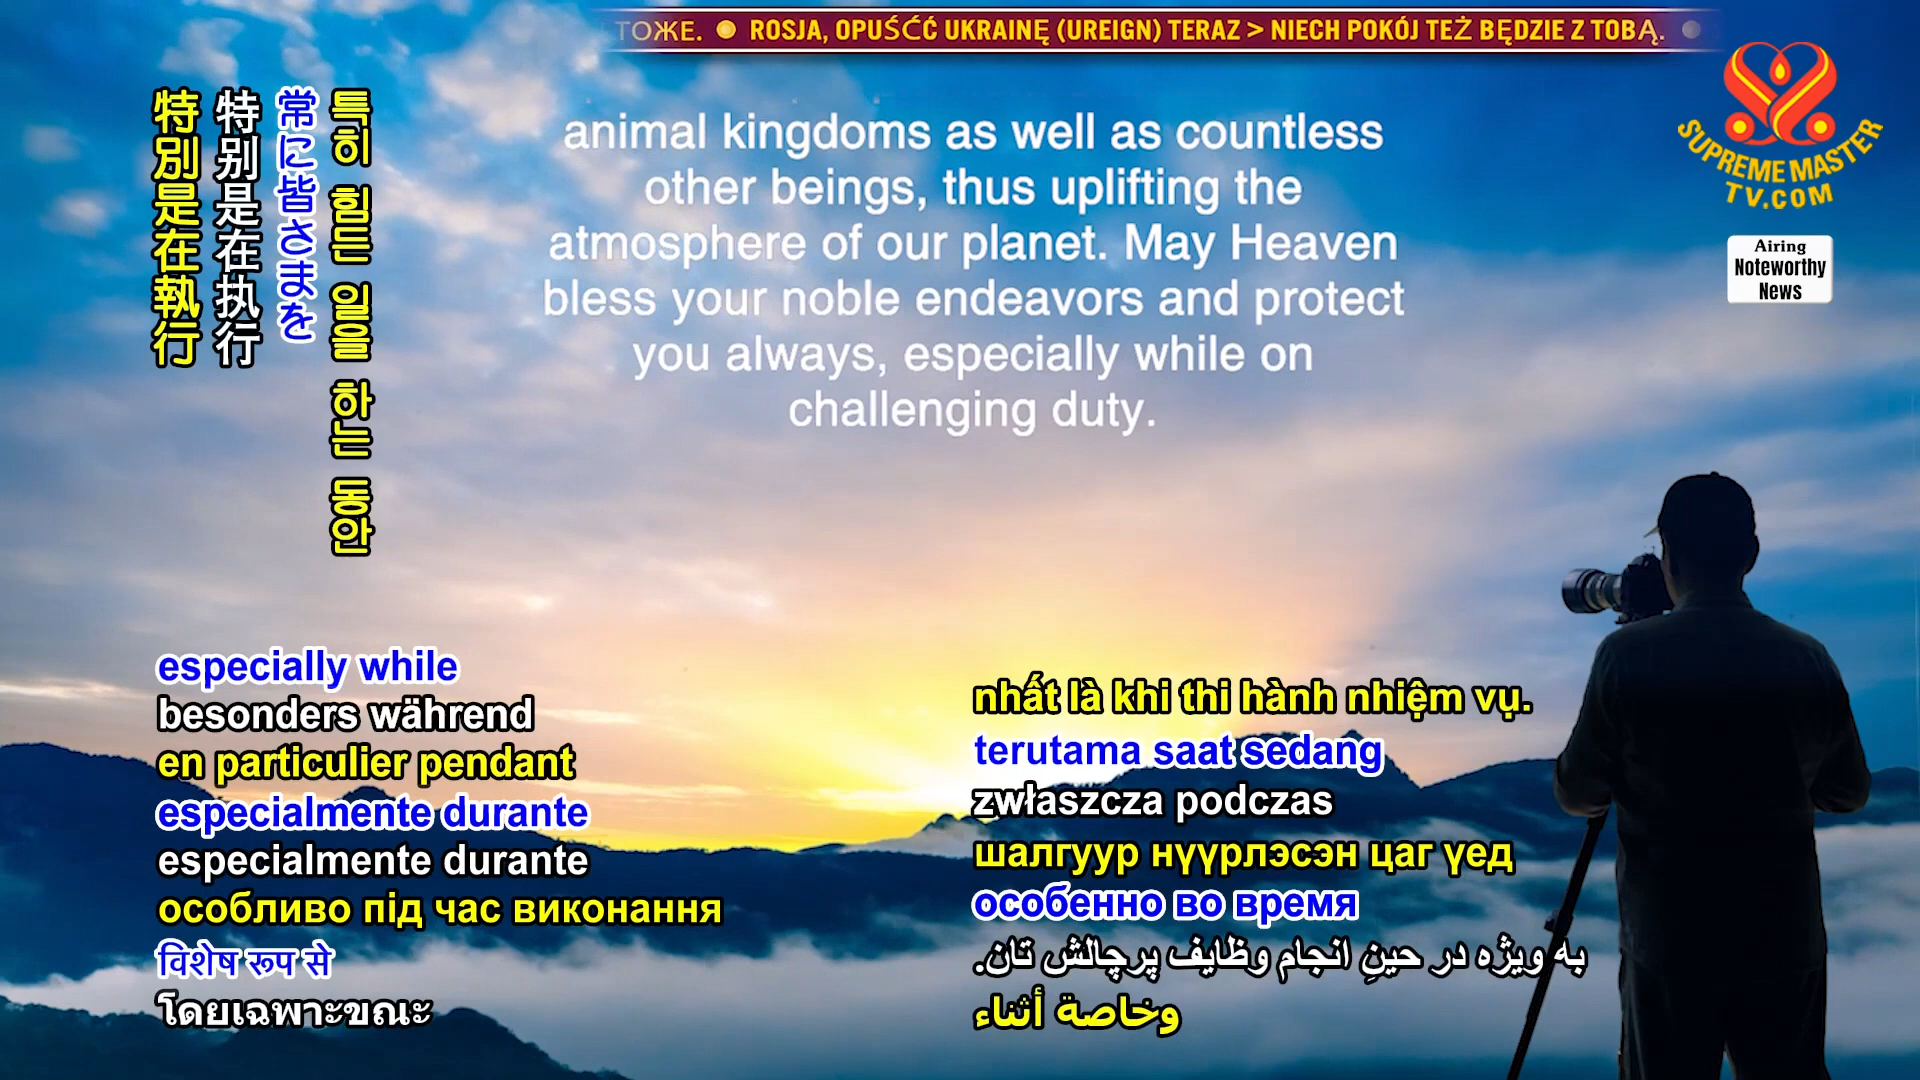 ТОЖЕ. ROSJA, OPUŚĆĆ UKRAINĘ (UREIGN) TERAZ > NIECH POKÓJ TEŻ BĘDZIE Z TOBĄ.
SUPREME MASTER
TV.COM
Airing
Noteworthy
News
特別是在執行
特别是在执行
常に皆さまを
특히 힘든 일을 하는 동안
animal kingdoms as well as countless
other beings, thus uplifting the
atmosphere of our planet. May Heaven
bless your noble endeavors and protect
you always, especially while on
challenging duty.
especially while
besonders während
en particulier pendant
especialmente durante
especialmente durante
особливо під час виконання
विशेष रूप से
โดยเฉพาะขณะ
nhất là khi thi hành nhiệm vụ.
terutama saat sedang
zwłaszcza podczas
шалгуур нүүрлэсэн цаг үед
особенно во время
به ویژه در حینِ انجام وظایف پرچالش تان.
وخاصة أثناء